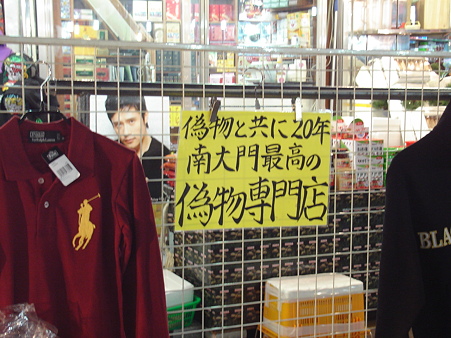 偽物と共に20年
南大門最高の
偽物専門店
BLA